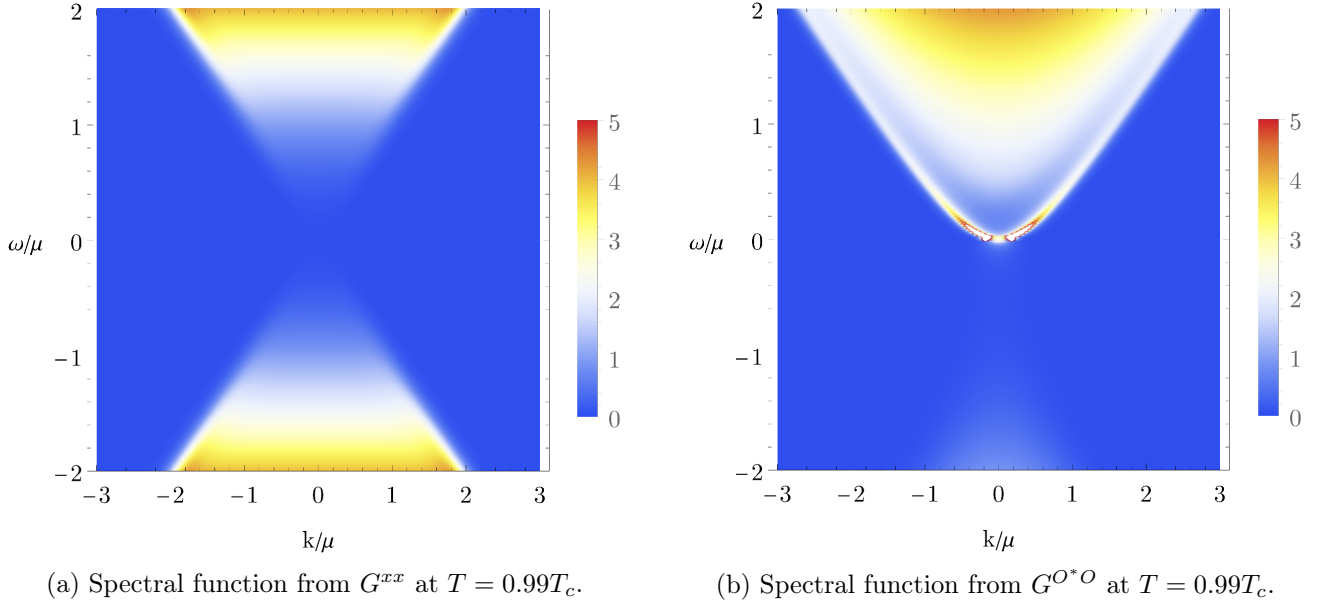 2
1
0
−1
−2
ω/μ
−3 −2 −1 0 1 2 3
k/μ
5
4
3
2
1
0
(a) Spectral function from G^{xx} at T = 0.99T_c.
2
1
0
−1
−2
ω/μ
−3 −2 −1 0 1 2 3
k/μ
5
4
3
2
1
0
(b) Spectral function from G^{O*O} at T = 0.99T_c.